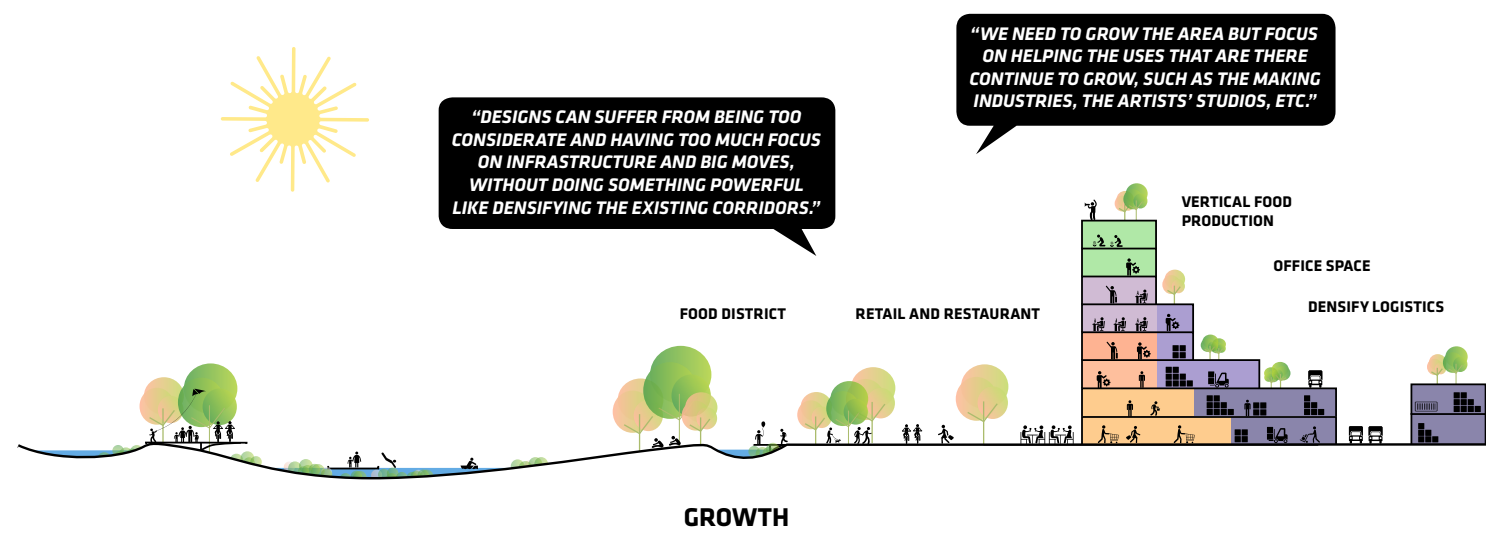 “WE NEED TO GROW THE AREA BUT FOCUS
ON HELPING THE USES THAT ARE THERE
CONTINUE TO GROW, SUCH AS THE MAKING
INDUSTRIES, THE ARTISTS’ STUDIOS, ETC.”
“DESIGNS CAN SUFFER FROM BEING TOO
CONSIDERATE AND HAVING TOO MUCH FOCUS
ON INFRASTRUCTURE AND BIG MOVES,
WITHOUT DOING SOMETHING POWERFUL
LIKE DENSIFYING THE EXISTING CORRIDORS.”
VERTICAL FOOD
PRODUCTION
OFFICE SPACE
DENSIFY LOGISTICS
FOOD DISTRICT
RETAIL AND RESTAURANT
GROWTH